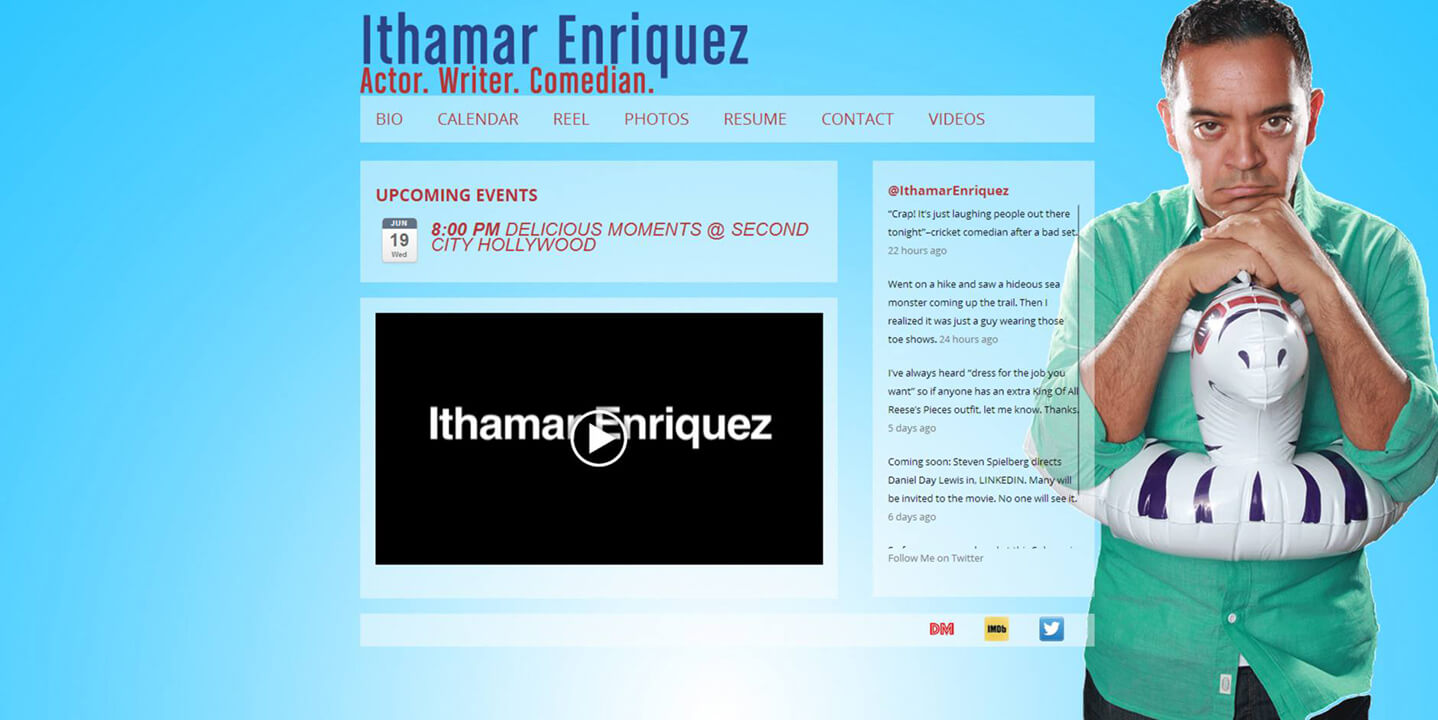 Ithamar Enriquez
Actor. Writer. Comedian.
BIO CALENDAR REEL PHOTOS RESUME CONTACT VIDEOS
UPCOMING EVENTS
JUN
19
Wed
8:00 PM DELICIOUS MOMENTS @ SECOND
CITY HOLLYWOOD
Ithamar Enriquez
@IthamarEnriquez
“Crap! It’s just laughing people out there
tonight”–cricket comedian after a bad set.
22 hours ago
Went on a hike and saw a hideous sea
monster coming up the trail. Then I
realized it was just a guy wearing those
toe shows. 24 hours ago
I've always heard “dress for the job you
want” so if anyone has an extra King Of All
Reese’s Pieces outfit, let me know. Thanks.
5 days ago
Coming soon: Steven Spielberg directs
Daniel Day Lewis in, LINKEDIN. Many will
be invited to the movie. No one will see it.
6 days ago
Follow Me on Twitter
DM IMDb